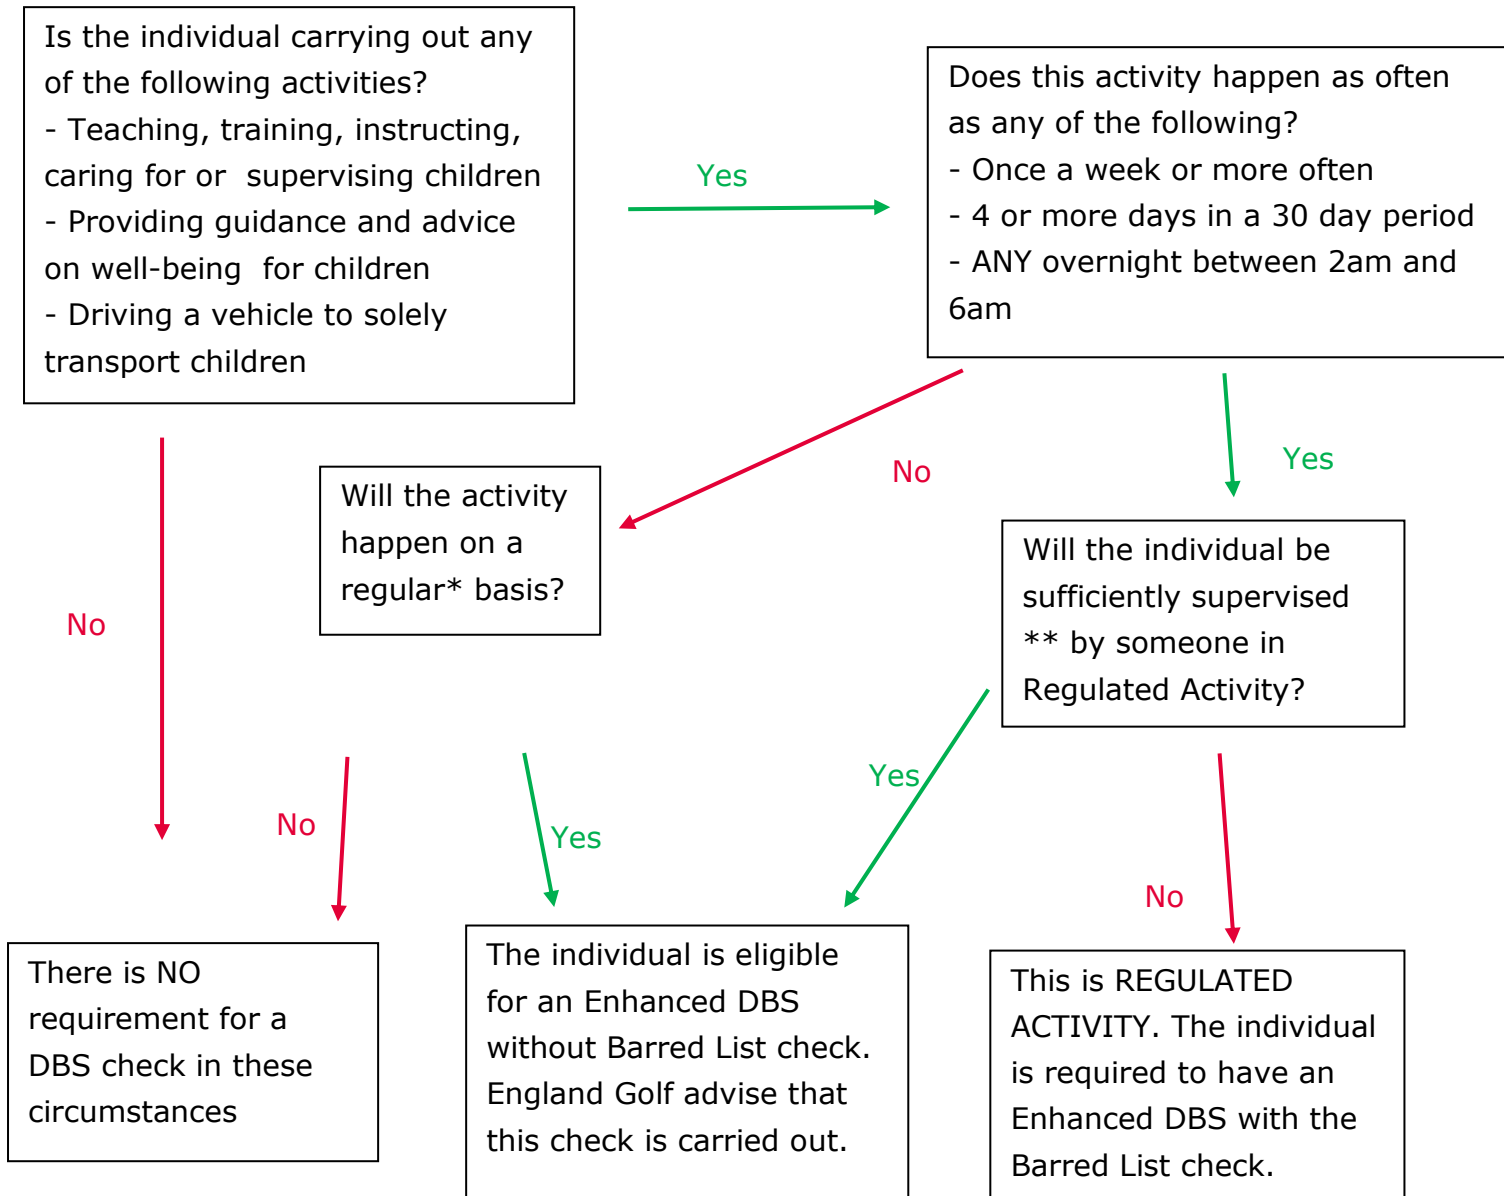 Is the individual carrying out any
of the following activities?
- Teaching, training, instructing,
caring for or  supervising children
- Providing guidance and advice
on well-being  for children
- Driving a vehicle to solely
transport children
Yes
Does this activity happen as often
as any of the following?
- Once a week or more often
- 4 or more days in a 30 day period
- ANY overnight between 2am and
6am
No
Yes
Will the activity
happen on a
regular* basis?
Will the individual be
sufficiently supervised
** by someone in
Regulated Activity?
No
No
Yes
Yes
No
There is NO
requirement for a
DBS check in these
circumstances
The individual is eligible
for an Enhanced DBS
without Barred List check.
England Golf advise that
this check is carried out.
This is REGULATED
ACTIVITY. The individual
is required to have an
Enhanced DBS with the
Barred List check.